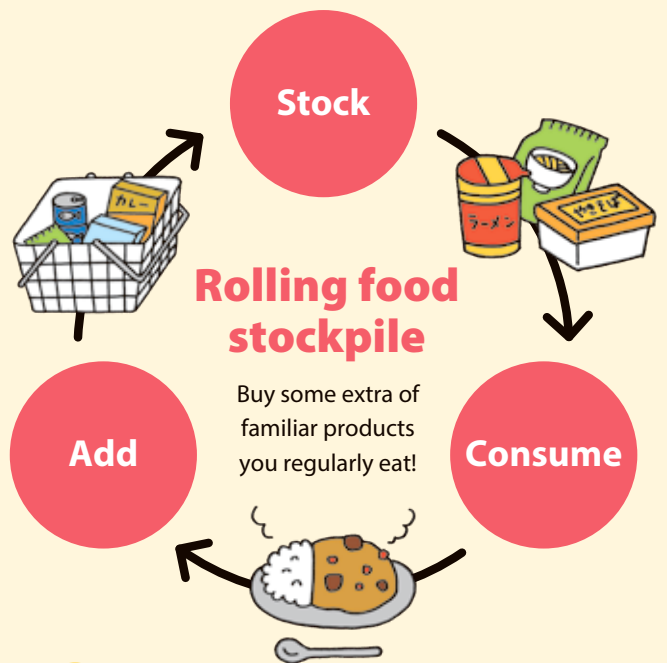 Stock
カレー
ラーメン
やきそば
Rolling food
stockpile
Buy some extra of
familiar products
you regularly eat!
Add
Consume